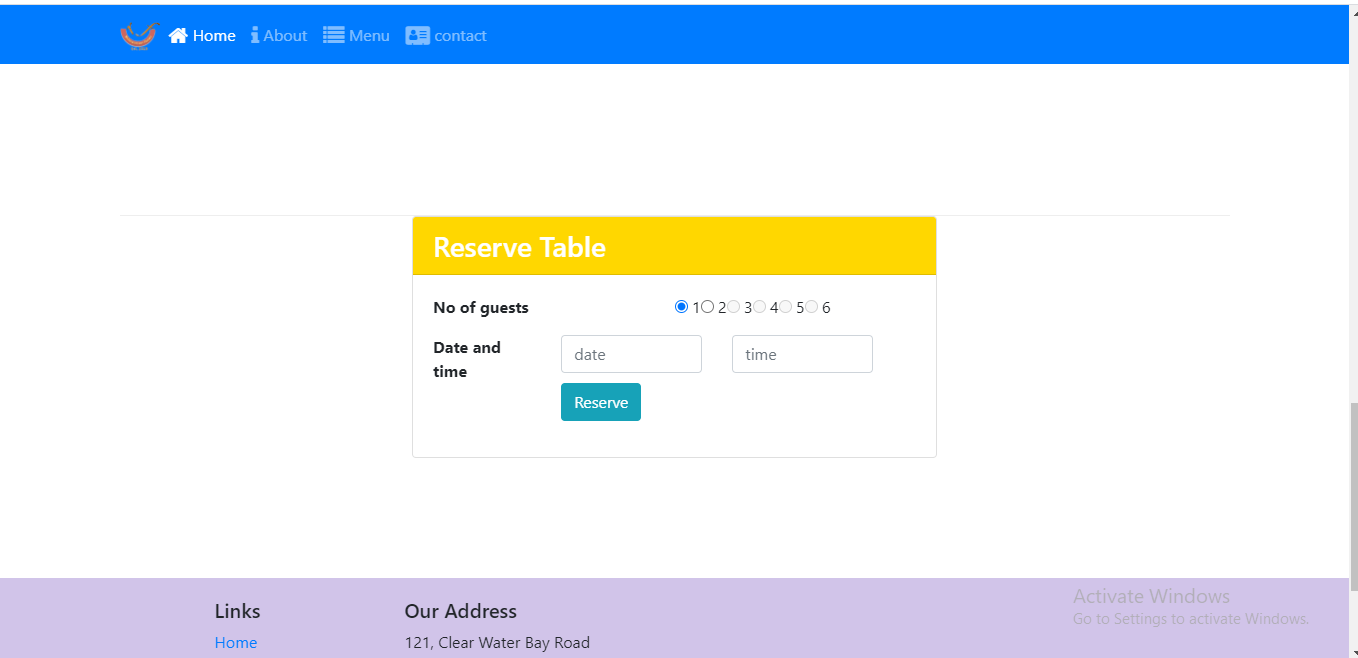 Home About Menu contact
Reserve Table
No of guests 1 2 3 4 5 6
Date and time date time
Reserve
Links Our Address
Home 121, Clear Water Bay Road
Activate Windows
Go to Settings to activate Windows.